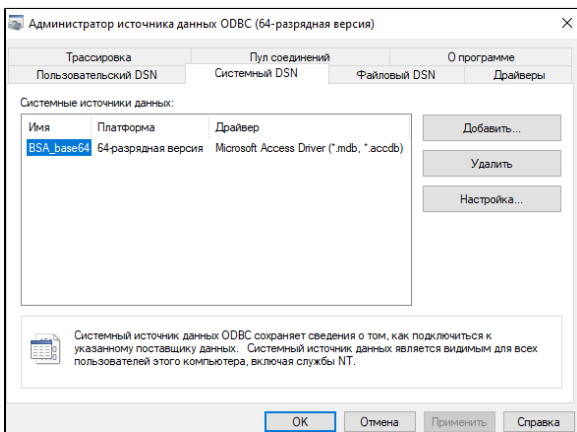 Администратор источника данных ODBC (64-разрядная версия)
Трассировка Пул соединений О программе
Пользовательский DSN Системный DSN Файловый DSN Драйверы
Системные источники данных:
Имя Платформа Драйвер
BSA_base64 64-разрядная версия Microsoft Access Driver (*.mdb, *.accdb)
Добавить...
Удалить
Настройка...
Системный источник данных ODBC сохраняет сведения о том, как подключиться к
указанному поставщику данных. Системный источник данных является видимым для всех
пользователей этого компьютера, включая службы NT.
OK Отмена Применить Справка